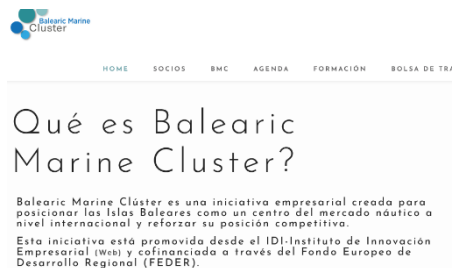 Balearic Marine
Cluster
HOME SOCIOS BMC AGENDA FORMACIÓN BOLSA DE TRA
Qué es Balearic
Marine Cluster?
Balearic Marine Clúster es una iniciativa empresarial creada para
posicionar las Islas Baleares como un centro del mercado náutico a
nivel internacional y reforzar su posición competitiva.
Esta iniciativa está promovida desde el IDI-Instituto de Innovación
Empresarial (Web) y cofinanciada a través del Fondo Europeo de
Desarrollo Regional (FEDER).